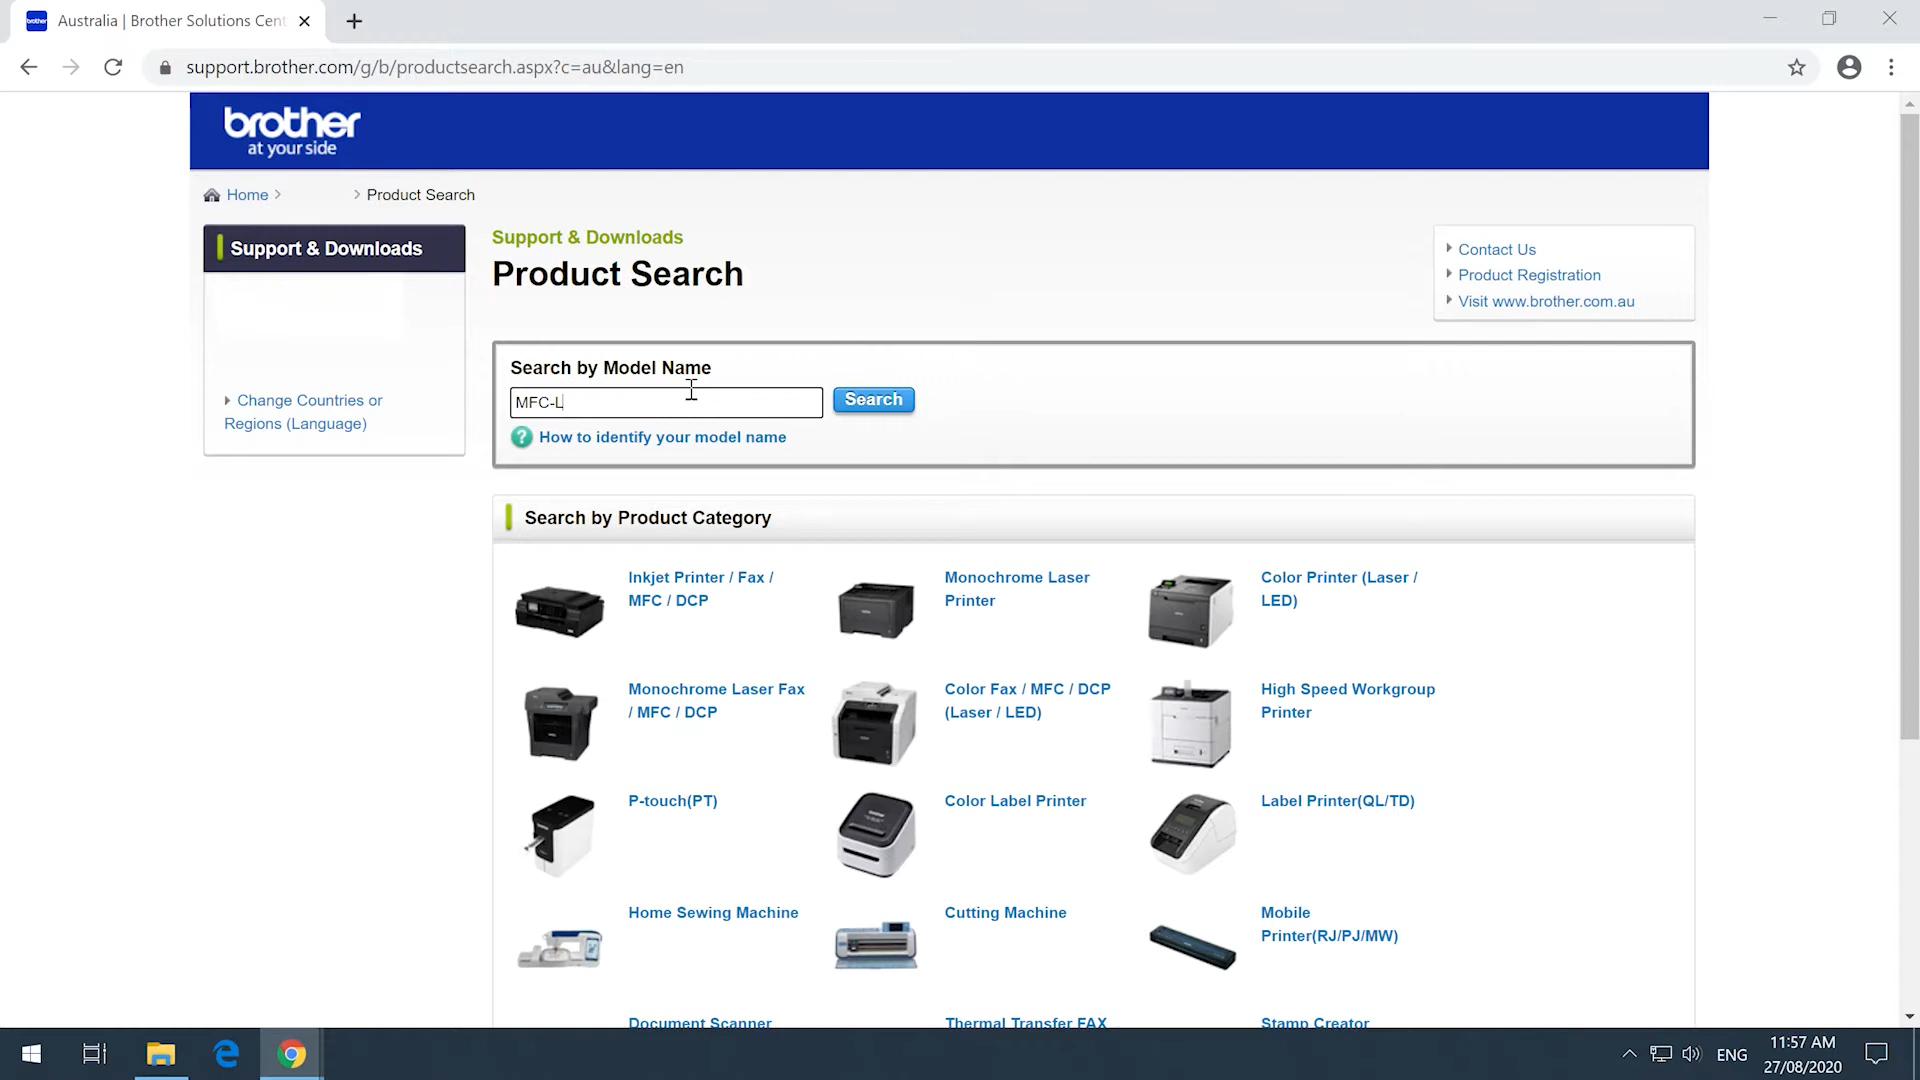 Australia | Brother Solutions Cent
support.brother.com/g/b/productsearch.aspx?c=au&lang=en
brother
at your side
Home > > Product Search
Support & Downloads
Change Countries or
Regions (Language)
Support & Downloads
Product Search
Contact Us
Product Registration
Visit www.brother.com.au
Search by Model Name
MFC-L
Search
? How to identify your model name
Search by Product Category
Inkjet Printer / Fax /
MFC / DCP
Monochrome Laser
Printer
Color Printer (Laser /
LED)
Monochrome Laser Fax
/ MFC / DCP
Color Fax / MFC / DCP
(Laser / LED)
High Speed Workgroup
Printer
P-touch(PT)
Color Label Printer
Label Printer(QL/TD)
Home Sewing Machine
Cutting Machine
Mobile
Printer(RJ/PJ/MW)
Document Scanner
Thermal Transfer FAX
Stamp Creator
ENG
11:57 AM
27/08/2020